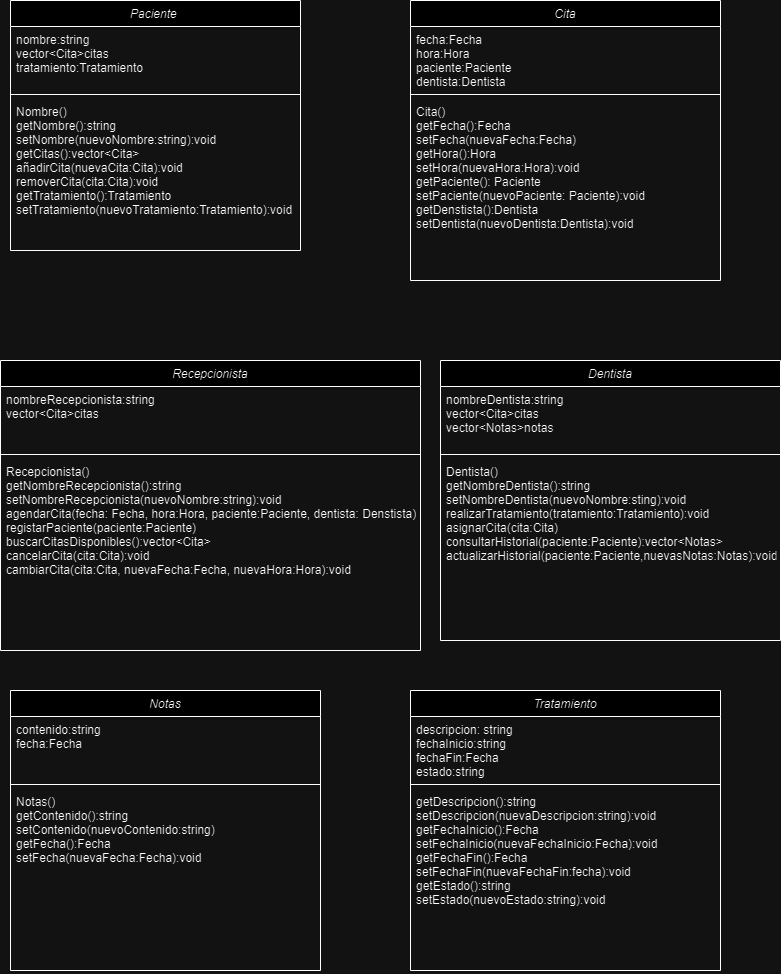 Paciente
nombre:string
vector<Cita>citas
tratamiento:Tratamiento
Nombre()
getNombre():string
setNombre(nuevoNombre:string):void
getCitas():vector<Cita>
añadirCita(nuevaCita:Cita):void
removerCita(cita:Cita):void
getTratamiento():Tratamiento
setTratamiento(nuevoTratamiento:Tratamiento):void
Cita
fecha:Fecha
hora:Hora
paciente:Paciente
dentista:Dentista
Cita()
getFecha():Fecha
setFecha(nuevaFecha:Fecha)
getHora():Hora
setHora(nuevaHora:Hora):void
getPaciente(): Paciente
setPaciente(nuevoPaciente: Paciente):void
getDenstista():Dentista
setDentista(nuevoDentista:Dentista):void
Recepcionista
nombreRecepcionista:string
vector<Cita>citas
Recepcionista()
getNombreRecepcionista():string
setNombreRecepcionista(nuevoNombre:string):void
agendarCita(fecha: Fecha, hora:Hora, paciente:Paciente, dentista: Denstista)
registarPaciente(paciente:Paciente)
buscarCitasDisponibles():vector<Cita>
cancelarCita(cita:Cita):void
cambiarCita(cita:Cita, nuevaFecha:Fecha, nuevaHora:Hora):void
Dentista
nombreDentista:string
vector<Cita>citas
vector<Notas>notas
Dentista()
getNombreDentista():string
setNombreDentista(nuevoNombre:sting):void
realizarTratamiento(tratamiento:Tratamiento):void
asignarCita(cita:Cita)
consultarHistorial(paciente:Paciente):vector<Notas>
actualizarHistorial(paciente:Paciente,nuevasNotas:Notas):void
Notas
contenido:string
fecha:Fecha
Notas()
getContenido():string
setContenido(nuevoContenido:string)
getFecha():Fecha
setFecha(nuevaFecha:Fecha):void
Tratamiento
descripcion: string
fechaInicio:string
fechaFin:Fecha
estado:string
getDescripcion():string
setDescripcion(nuevaDescripcion:string):void
getFechaInicio():Fecha
setFechaInicio(nuevaFechaInicio:Fecha):void
getFechaFin():Fecha
setFechaFin(nuevaFechaFin:fecha):void
getEstado():string
setEstado(nuevoEstado:string):void